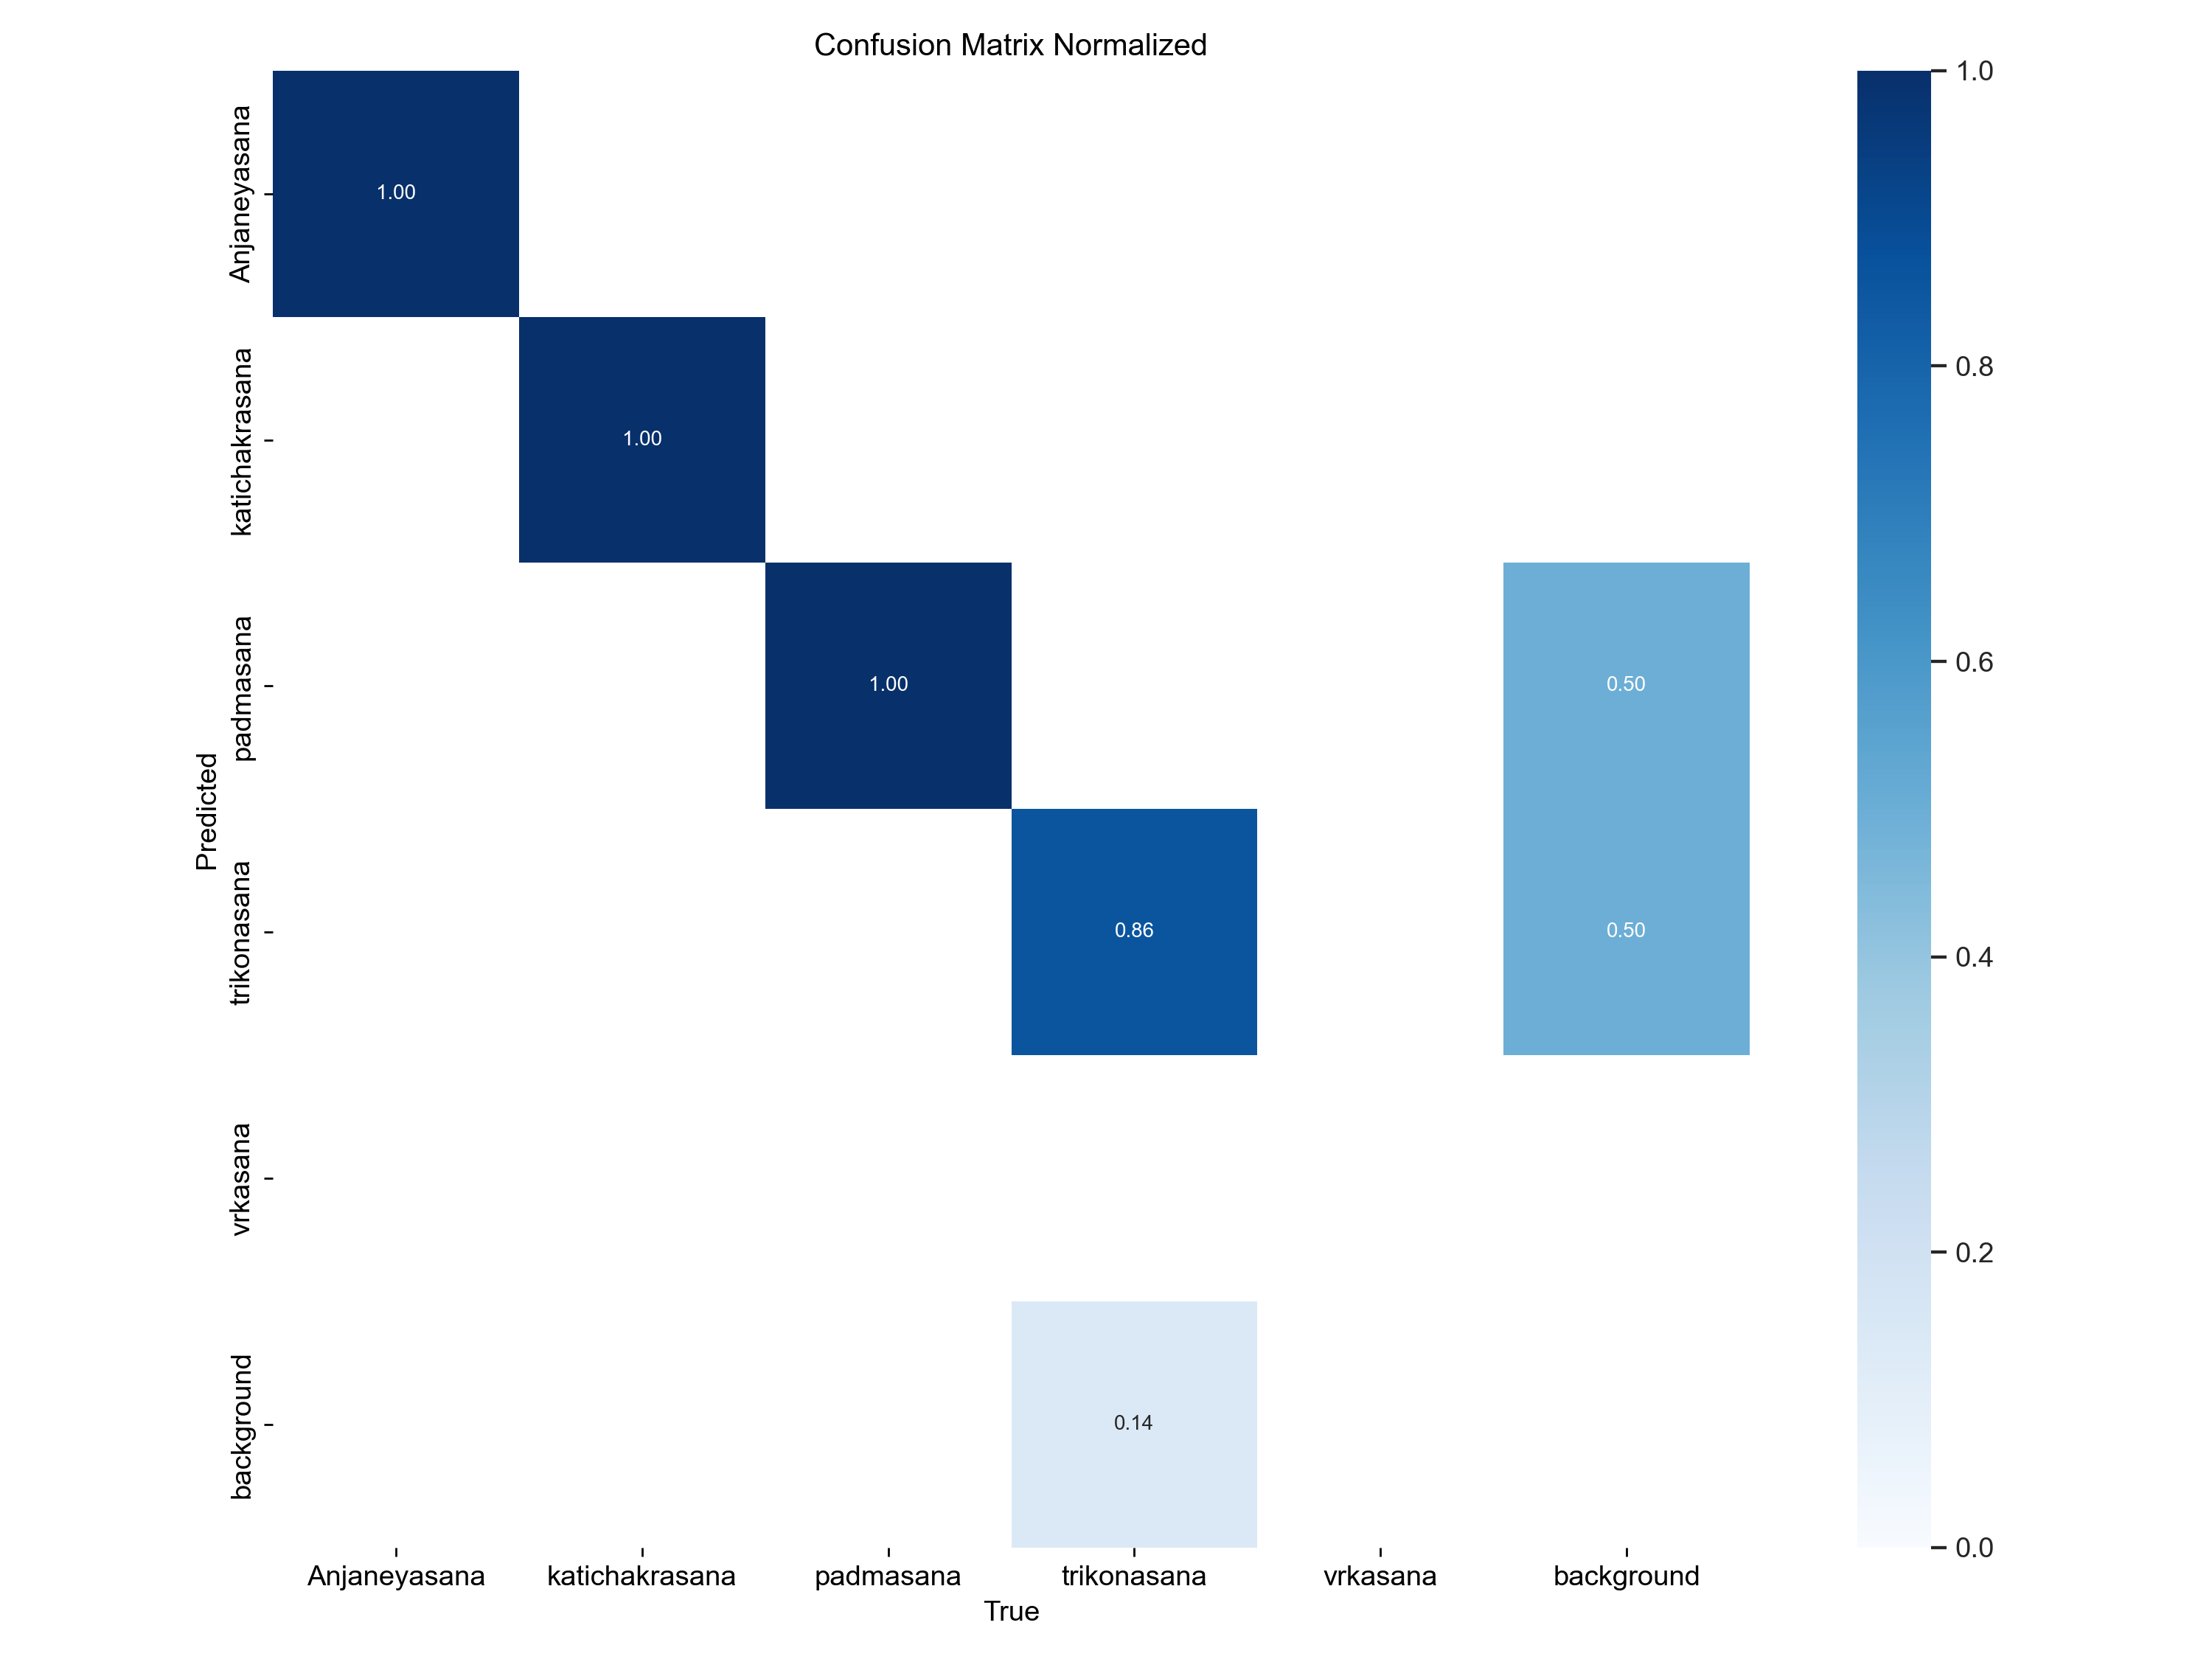 Confusion Matrix Normalized
Predicted
Anjaneyasana
katichakrasana
padmasana
trikonasana
vrkasana
background
1.00
1.00
1.00
0.50
0.86
0.50
0.14
Anjaneyasana katichakrasana padmasana trikonasana vrkasana background
True
1.0
0.8
0.6
0.4
0.2
0.0